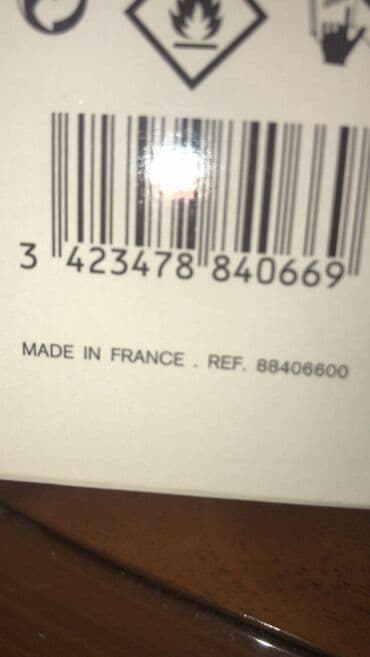 3 423478 840669
MADE IN FRANCE . REF. 88406600